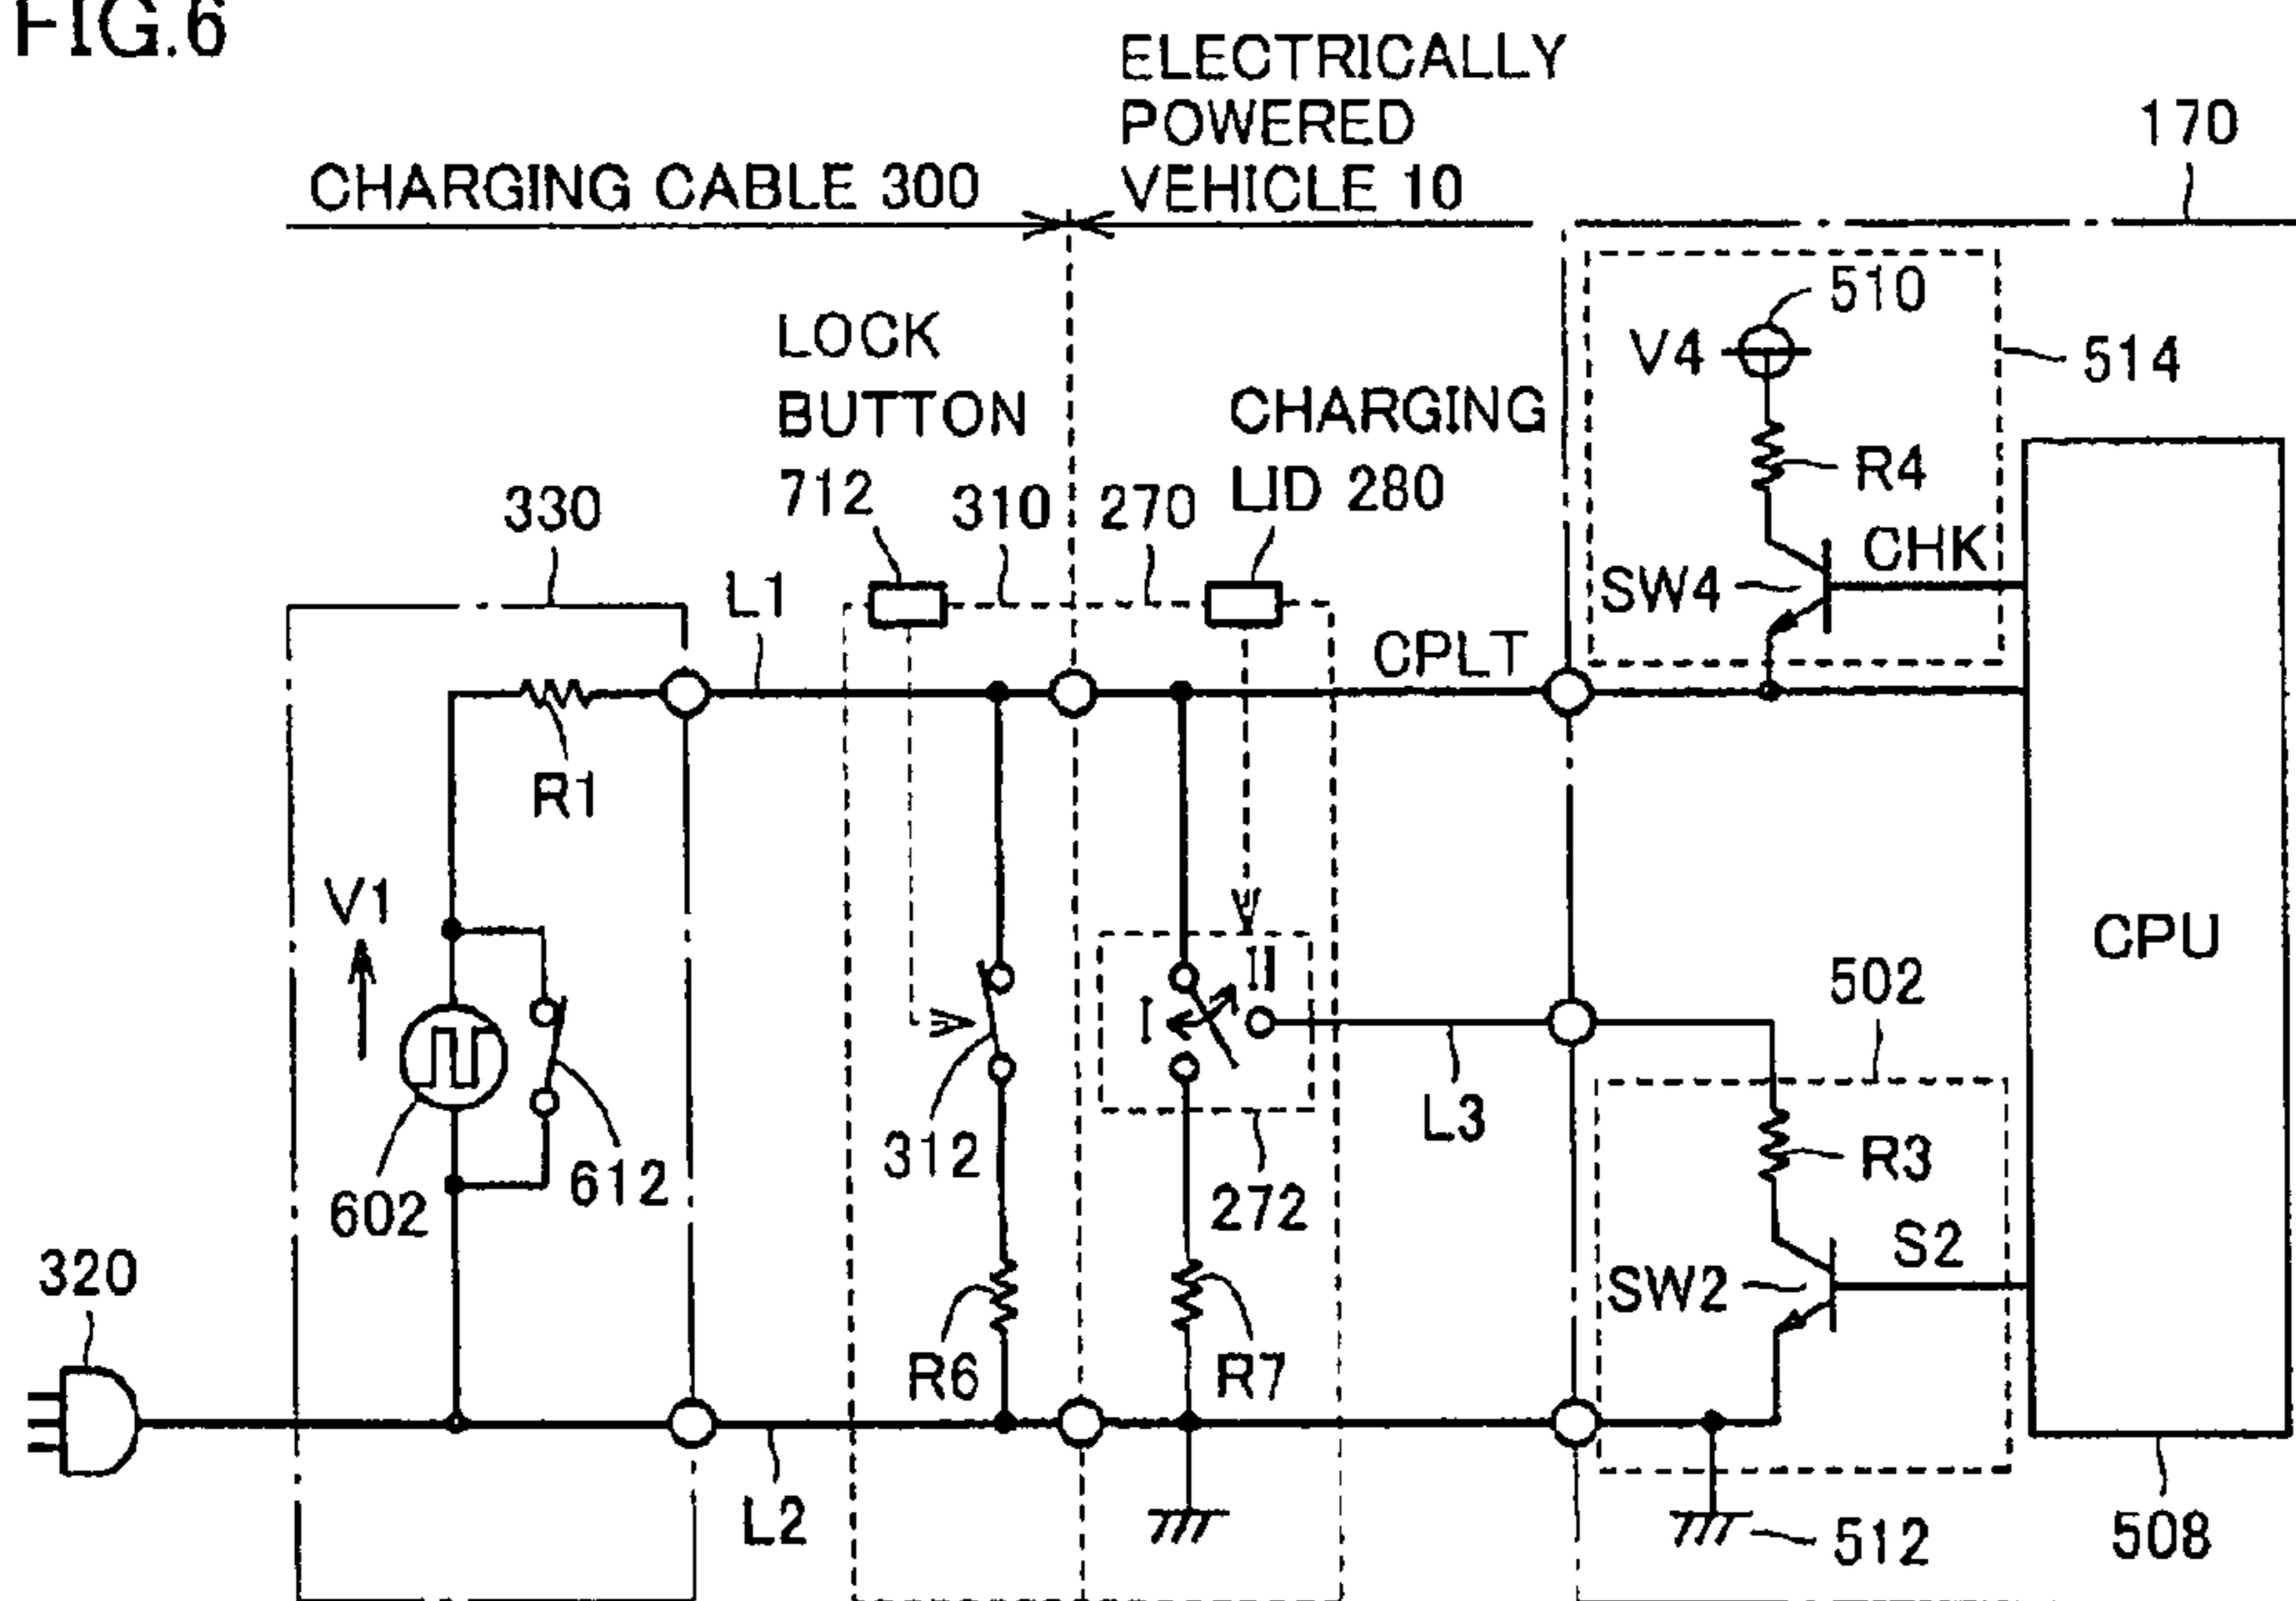 FIG.6
ELECTRICALLY
POWERED
VEHICLE 10
CHARGING CABLE 300
170
510
V4
514
LOCK
BUTTON
712
CHARGING
LID 280
R4
330
310
270
CHK
SW4
L1
CPLT
R1
V1
CPU
II
I
502
312
L3
R3
602
612
272
S2
SW2
320
R6
R7
L2
512
508